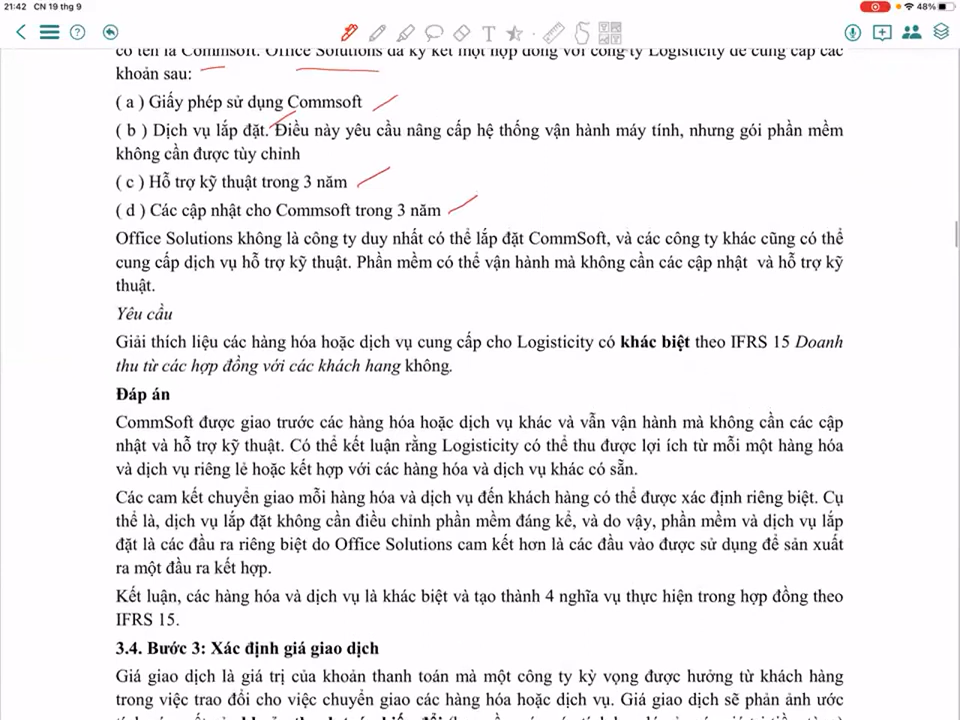 21:42 CN 19 thg 9
48%
có tên là Commsoft. Office Solutions đã ký kết một hợp đồng với công ty Logisticity để cung cấp các
khoản sau:
( a ) Giấy phép sử dụng Commsoft
( b ) Dịch vụ lắp đặt. Điều này yêu cầu nâng cấp hệ thống vận hành máy tính, nhưng gói phần mềm
không cần được tùy chỉnh
( c ) Hỗ trợ kỹ thuật trong 3 năm
( d ) Các cập nhật cho Commsoft trong 3 năm
Office Solutions không là công ty duy nhất có thể lắp đặt CommSoft, và các công ty khác cũng có thể
cung cấp dịch vụ hỗ trợ kỹ thuật. Phần mềm có thể vận hành mà không cần các cập nhật và hỗ trợ kỹ
thuật.
Yêu cầu
Giải thích liệu các hàng hóa hoặc dịch vụ cung cấp cho Logisticity có khác biệt theo IFRS 15 Doanh
thu từ các hợp đồng với các khách hang không.
Đáp án
CommSoft được giao trước các hàng hóa hoặc dịch vụ khác và vẫn vận hành mà không cần các cập
nhật và hỗ trợ kỹ thuật. Có thể kết luận rằng Logisticity có thể thu được lợi ích từ mỗi một hàng hóa
và dịch vụ riêng lẻ hoặc kết hợp với các hàng hóa và dịch vụ khác có sẵn.
Các cam kết chuyển giao mỗi hàng hóa và dịch vụ đến khách hàng có thể được xác định riêng biệt. Cụ
thể là, dịch vụ lắp đặt không cần điều chỉnh phần mềm đáng kể, và do vậy, phần mềm và dịch vụ lắp
đặt là các đầu ra riêng biệt do Office Solutions cam kết hơn là các đầu vào được sử dụng để sản xuất
ra một đầu ra kết hợp.
Kết luận, các hàng hóa và dịch vụ là khác biệt và tạo thành 4 nghĩa vụ thực hiện trong hợp đồng theo
IFRS 15.
3.4. Bước 3: Xác định giá giao dịch
Giá giao dịch là giá trị của khoản thanh toán mà một công ty kỳ vọng được hưởng từ khách hàng
trong việc trao đổi cho việc chuyển giao các hàng hóa hoặc dịch vụ. Giá giao dịch sẽ phản ảnh ước